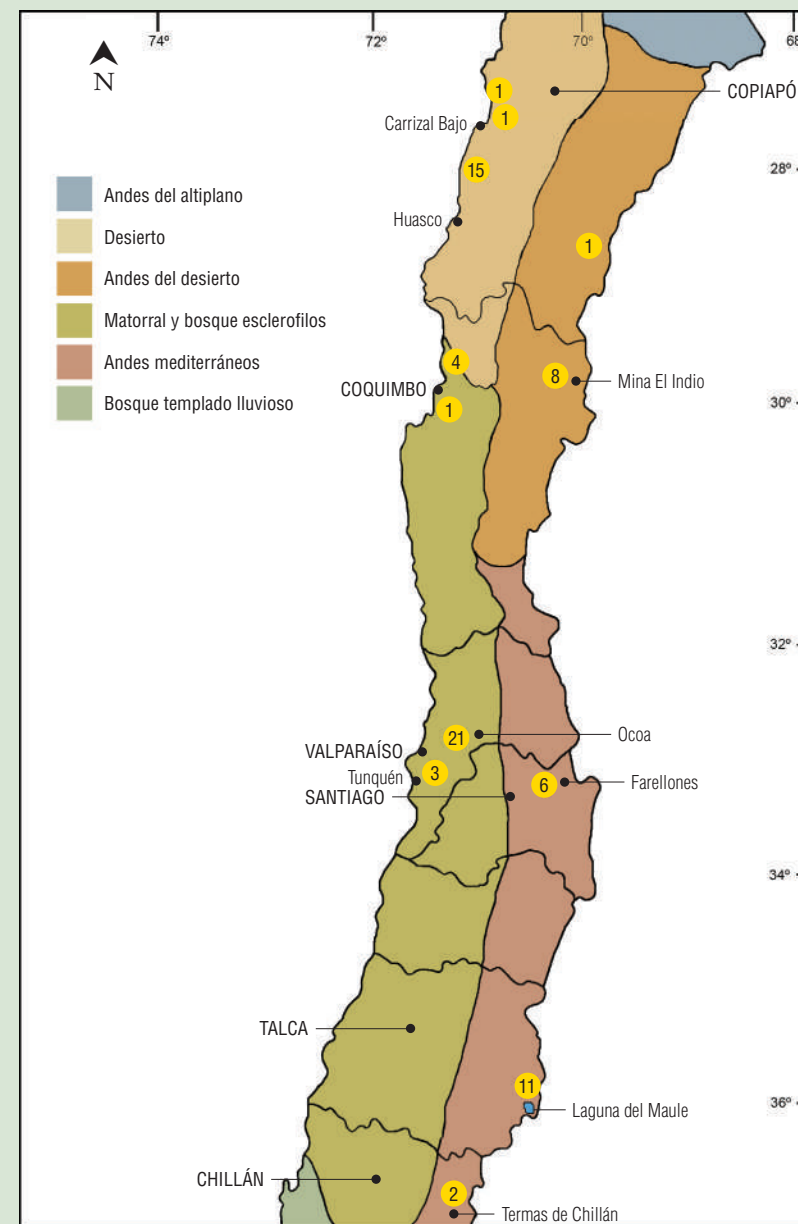 74º
72º
70º
68
N
1
COPIAPÓ
1
Carrizal Bajo
15
28º
Andes del altiplano
Huasco
Desierto
1
Andes del desierto
Matorral y bosque esclerofilos
4
Andes mediterráneos
8
Mina El Indio
COQUIMBO
Bosque templado lluvioso
1
30º
32º
21
Ocoa
VALPARAÍSO
3
Tunquén
6
Farellones
SANTIAGO
34º
TALCA
11
36º
Laguna del Maule
CHILLÁN
2
Termas de Chillán